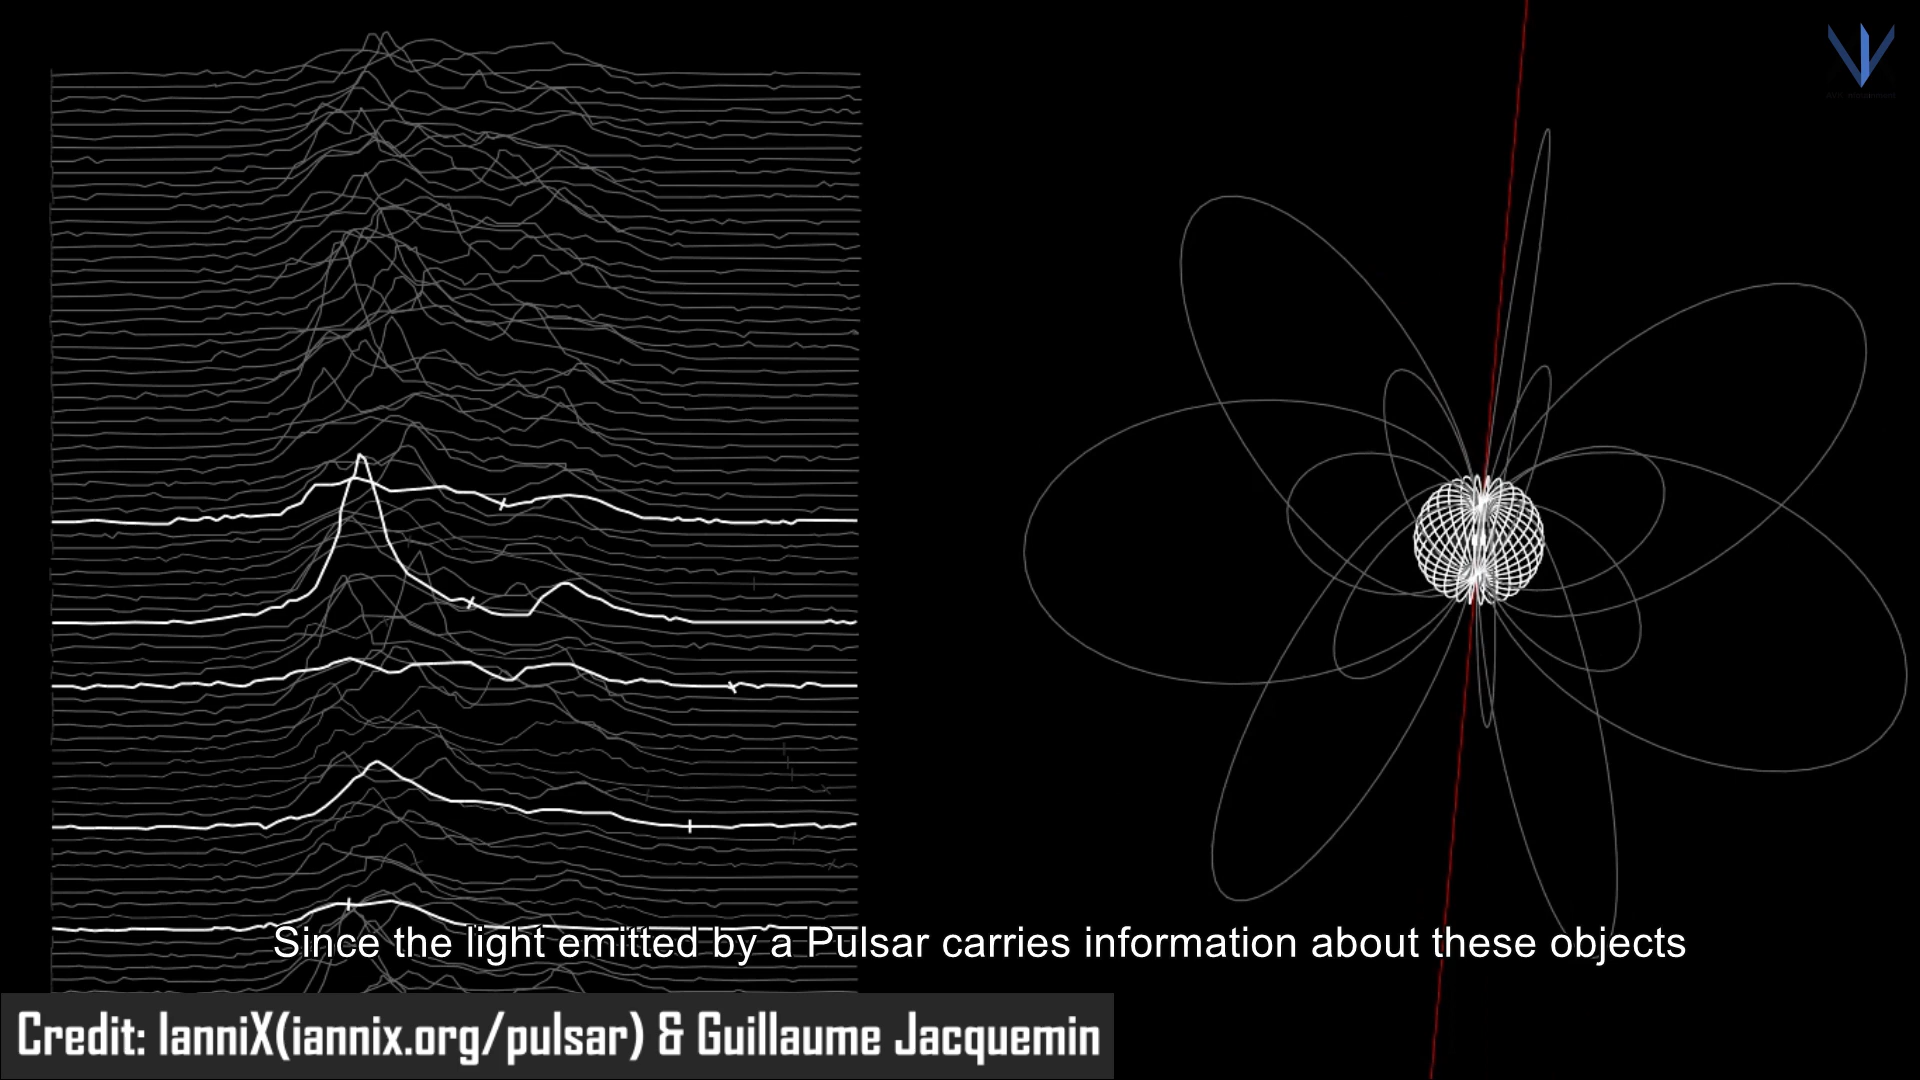 Since the light emitted by a Pulsar carries information about these objects
Credit: IanniX(iannix.org/pulsar) & Guillaume Jacquemin